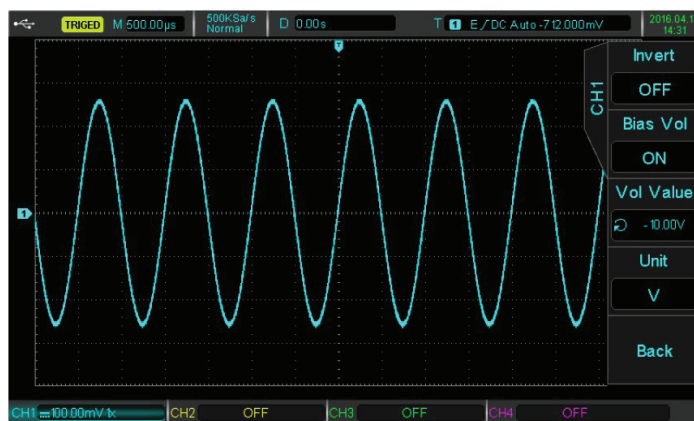 TRIGED M 500.00μs 500KSa/s Normal D 0.00s T 1 E DC Auto -712.000mV 2016.04.1
14:31
T
CH1
Invert
OFF
Bias Vol
ON
Vol Value
-10.00V
Unit
V
Back
1
CH1 100.00mV 1x CH2 OFF CH3 OFF CH4 OFF